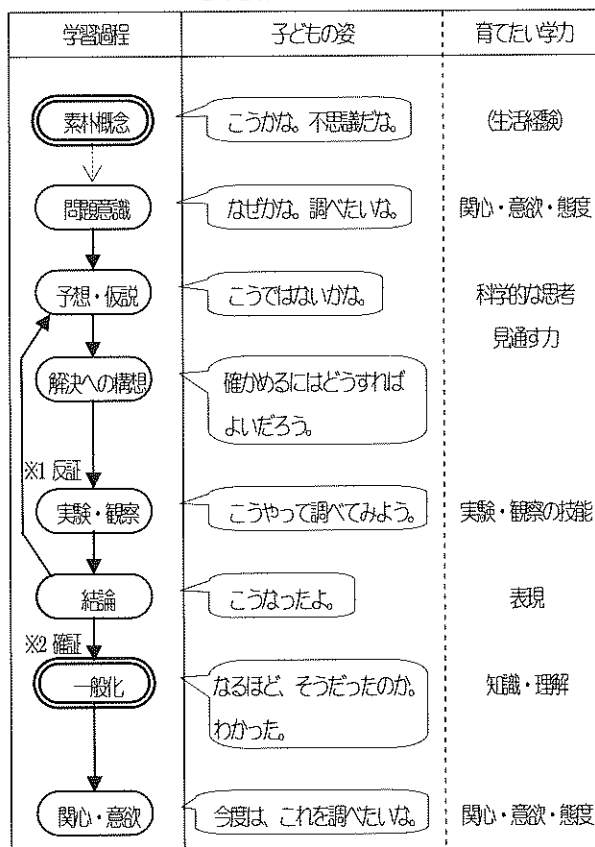 学習過程 子どもの姿 育てたい学力
素朴概念 こうかな。不思議だな。 (生活経験)
問題意識 なぜかな。調べたいな。 関心・意欲・態度
予想・仮説 こうではないかな。 科学的な思考
見通す力
解決への構想 確かめるにはどうすれば
よいだろう。
※1 反証
実験・観察 こうやって調べてみよう。 実験・観察の技能
結論 こうなったよ。 表現
※2 確証
一般化 なるほど、そうだったのか。 知識・理解
わかった。
関心・意欲 今度は、これを調べたいな。 関心・意欲・態度